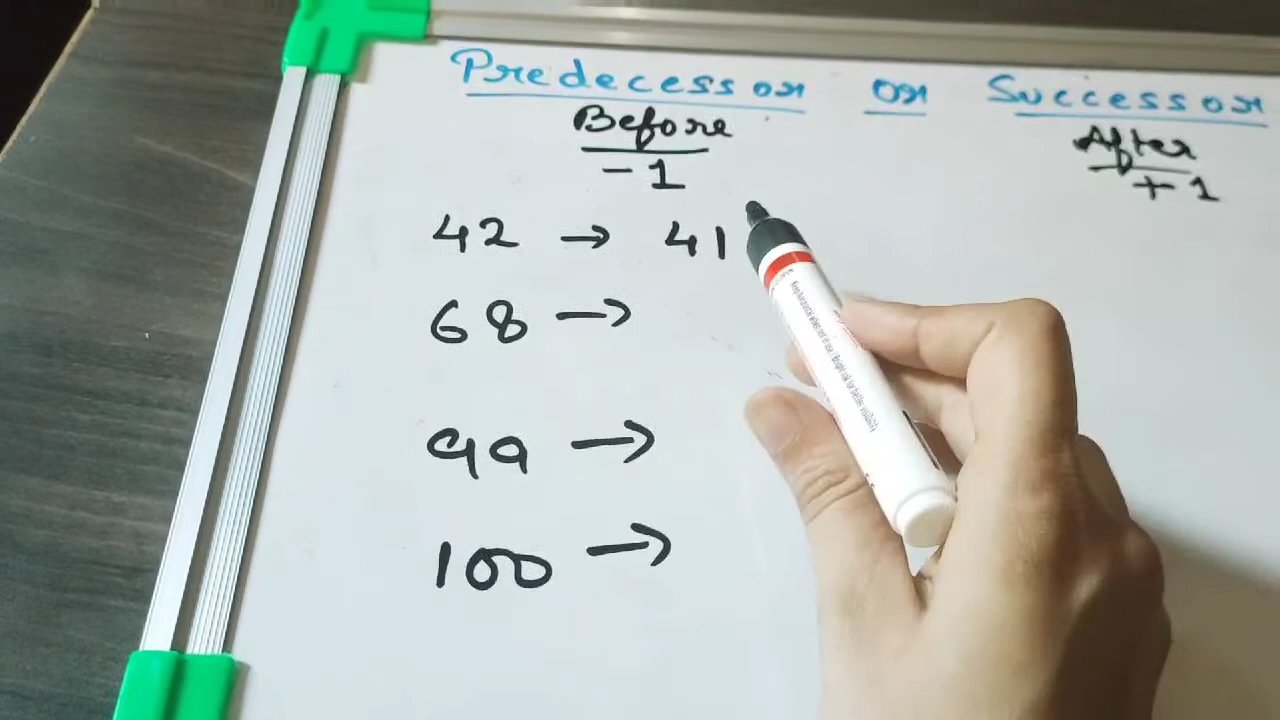 Predecessor or Successor
Before After
-1 +1
42 → 41
68 →
99 →
100 →